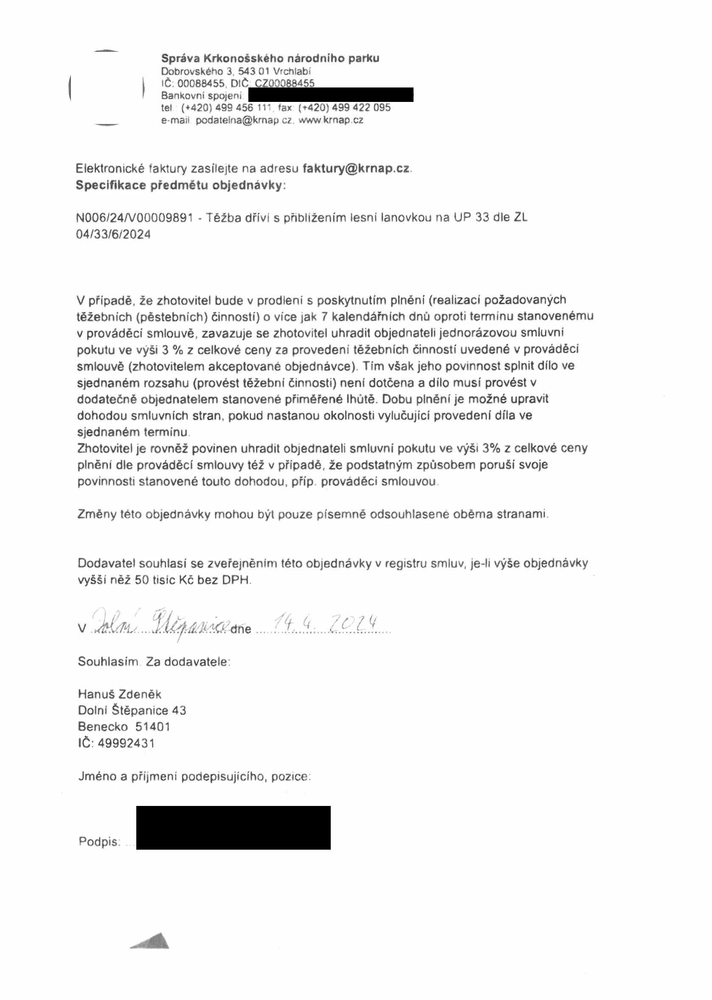 Správa Krkonošského národního parku
Dobrovského 3, 543 01 Vrchlabí
IČ: 00088455, DIČ: CZ00088455
Bankovní spojení:
tel.: (+420) 499 456 111, fax: (+420) 499 422 095
e-mail: podatelna@krnap.cz, www.krnap.cz
Elektronické faktury zasílejte na adresu faktury@krnap.cz.
Specifikace předmětu objednávky:
N006/24/V00009891 - Těžba dříví s přiblížením lesní lanovkou na UP 33 dle ZL
04/33/6/2024
V případě, že zhotovitel bude v prodlení s poskytnutím plnění (realizací požadovaných
těžebních (pěstebních) činností) o více jak 7 kalendářních dnů oproti termínu stanovenému
v prováděcí smlouvě, zavazuje se zhotovitel uhradit objednateli jednorázovou smluvní
pokutu ve výši 3 % z celkové ceny za provedení těžebních činností uvedené v prováděcí
smlouvě (zhotovitelem akceptované objednávce). Tím však jeho povinnost splnit dílo ve
sjednaném rozsahu (provést těžební činnosti) není dotčena a dílo musí provést v
dodatečně objednatelem stanovené přiměřené lhůtě. Dobu plnění je možné upravit
dohodou smluvních stran, pokud nastanou okolnosti vylučující provedení díla ve
sjednaném termínu.
Zhotovitel je rovněž povinen uhradit objednateli smluvní pokutu ve výši 3% z celkové ceny
plnění dle prováděcí smlouvy též v případě, že podstatným způsobem poruší svoje
povinnosti stanovené touto dohodou, příp. prováděcí smlouvou.
Změny této objednávky mohou být pouze písemně odsouhlasené oběma stranami.
Dodavatel souhlasí se zveřejněním této objednávky v registru smluv, je-li výše objednávky
vyšší něž 50 tisíc Kč bez DPH.
V Dolní Štěpanice dne 14.4. 2024
Souhlasím. Za dodavatele:
Hanuš Zdeněk
Dolní Štěpanice 43
Benecko 51401
IČ: 49992431
Jméno a příjmení podepisujícího, pozice:
Podpis: